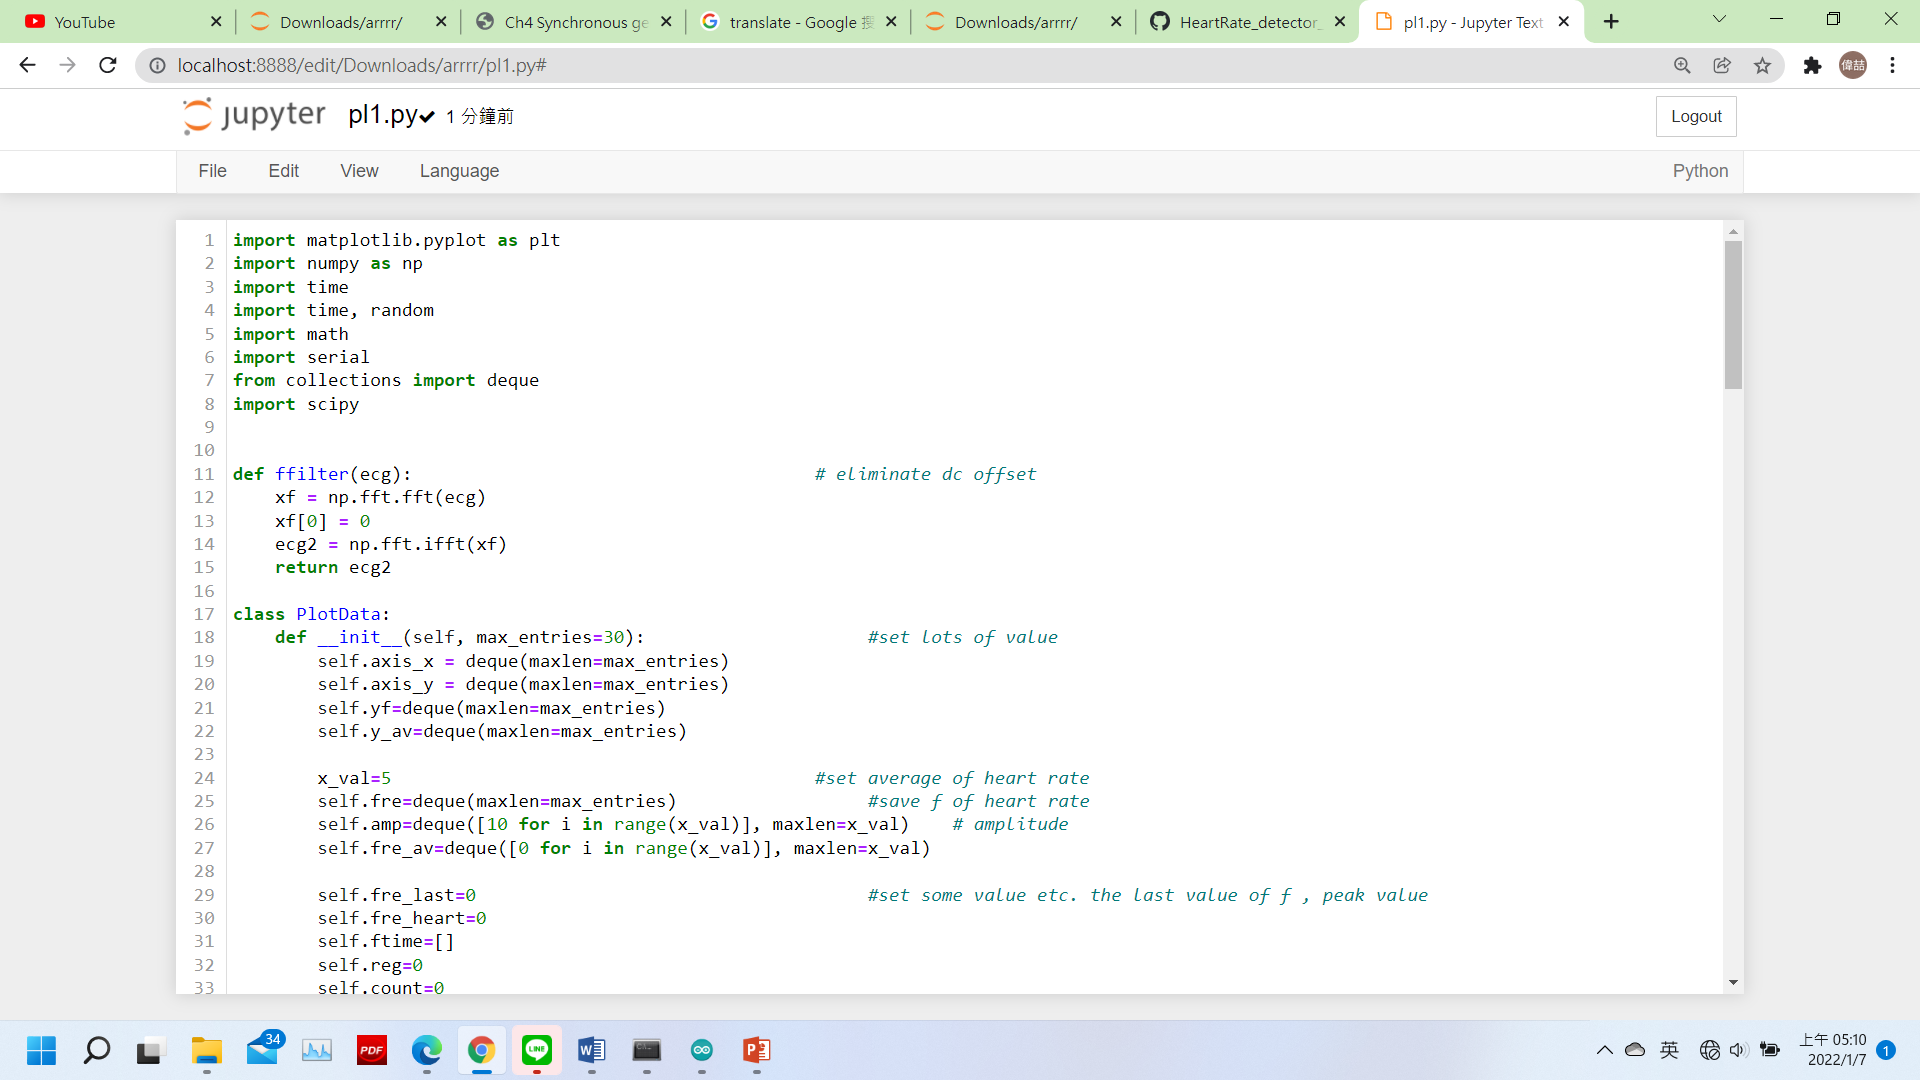 YouTube
Downloads/arrrr/
Ch4 Synchronous ge
translate - Google 搜
Downloads/arrrr/
HeartRate_detector_
pl1.py - Jupyter Text
localhost:8888/edit/Downloads/arrrr/pl1.py#
偉喆
jupyter pl1.py✔ 1 分鐘前
Logout
File Edit View Language
Python
1 import matplotlib.pyplot as plt
2 import numpy as np
3 import time
4 import time, random
5 import math
6 import serial
7 from collections import deque
8 import scipy
9
10
11 def ffilter(ecg): # eliminate dc offset
12 xf = np.fft.fft(ecg)
13 xf[0] = 0
14 ecg2 = np.fft.ifft(xf)
15 return ecg2
16
17 class PlotData:
18 def __init__(self, max_entries=30): #set lots of value
19 self.axis_x = deque(maxlen=max_entries)
20 self.axis_y = deque(maxlen=max_entries)
21 self.yf=deque(maxlen=max_entries)
22 self.y_av=deque(maxlen=max_entries)
23
24 x_val=5 #set average of heart rate
25 self.fre=deque(maxlen=max_entries) #save f of heart rate
26 self.amp=deque([10 for i in range(x_val)], maxlen=x_val) # amplitude
27 self.fre_av=deque([0 for i in range(x_val)], maxlen=x_val)
28
29 self.fre_last=0 #set some value etc. the last value of f , peak value
30 self.fre_heart=0
31 self.ftime=[]
32 self.reg=0
33 self.count=0
34
PDF
LINE
英
上午 05:10
2022/1/7
1